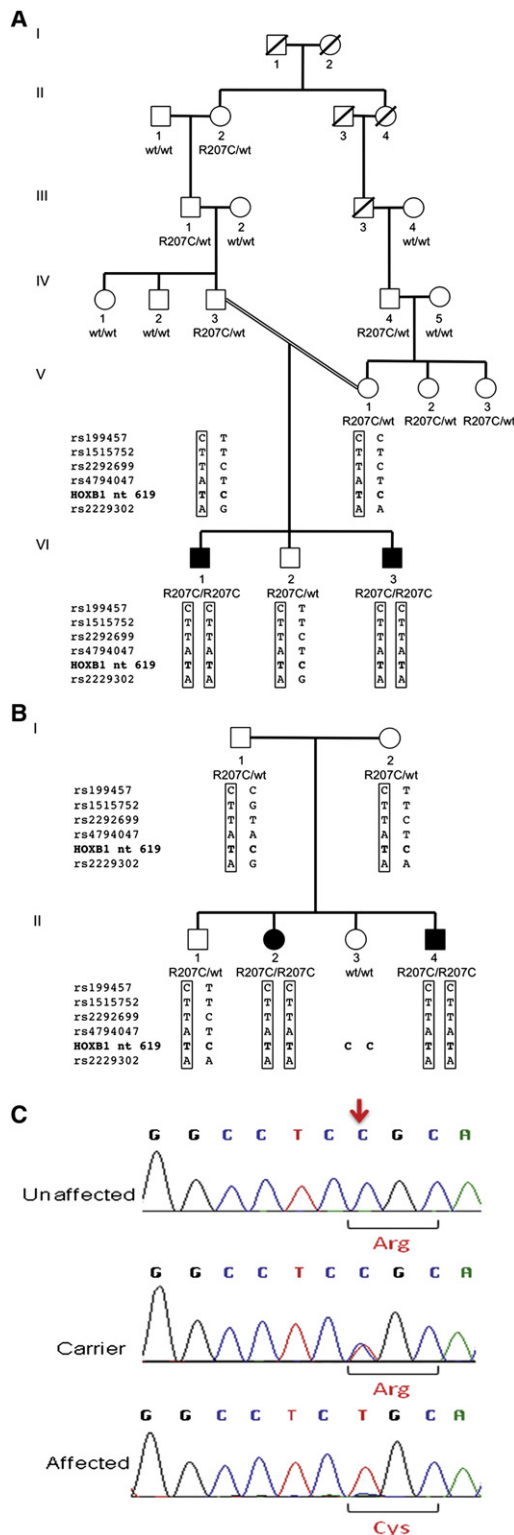 A
I
1 2
II
1 2 3 4
wt/wt R207C/wt
III
1 2 3 4
R207C/wt wt/wt wt/wt
IV
1 2 3 4 5
wt/wt wt/wt R207C/wt R207C/wt wt/wt
V
1 2 3
R207C/wt R207C/wt R207C/wt
rs199457 C T C C
rs1515752 T T T T
rs2292699 T C T C
rs4794047 A T A T
HOXB1 nt 619 T C T C
rs2229302 A G A A
VI
1 2 3
R207C/R207C R207C/wt R207C/R207C
rs199457 C C C T C C
rs1515752 T T T T T T
rs2292699 T T T C T T
rs4794047 A A A T A A
HOXB1 nt 619 T T T C T T
rs2229302 A A A G A A
B
I
1 2
R207C/wt R207C/wt
rs199457 C C C T
rs1515752 T G T T
rs2292699 T T T C
rs4794047 A A A T
HOXB1 nt 619 T C T C
rs2229302 A G A A
II
1 2 3 4
R207C/wt R207C/R207C wt/wt R207C/R207C
rs199457 C T C C C C
rs1515752 T T T T T T
rs2292699 T C T T T T
rs4794047 A T A A A A
HOXB1 nt 619 T C T T C C T T
rs2229302 A A A A A A
C
G G C C T C C G C A
Unaffected
Arg
G G C C T C C G C A
Carrier
Arg
G G C C T C T G C A
Affected
Cys